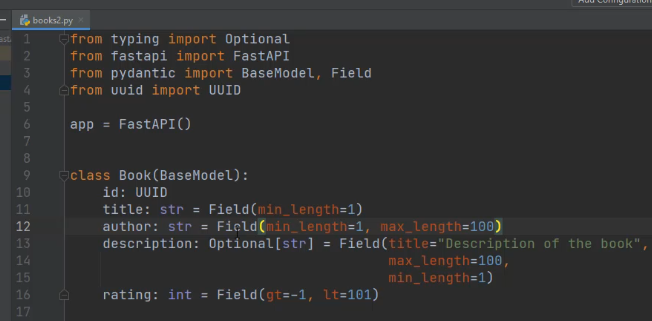 Add Configuration
books2.py
1 from typing import Optional
2 from fastapi import FastAPI
3 from pydantic import BaseModel, Field
4 from uuid import UUID
5
6 app = FastAPI()
7
8
9 class Book(BaseModel):
10     id: UUID
11     title: str = Field(min_length=1)
12     author: str = Field(min_length=1, max_length=100)
13     description: Optional[str] = Field(title="Description of the book",
14                                        max_length=100,
15                                        min_length=1)
16     rating: int = Field(gt=-1, lt=101)
17